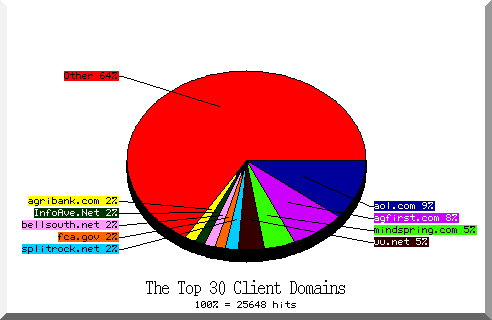 Other 64%
agribank.com 2%
InfoAve.Net 2%
bellsouth.net 2%
fca.gov 2%
splitrock.net 2%
aol.com 9%
agfirst.com 8%
mindspring.com 5%
uu.net 5%
The Top 30 Client Domains
100% = 25648 hits